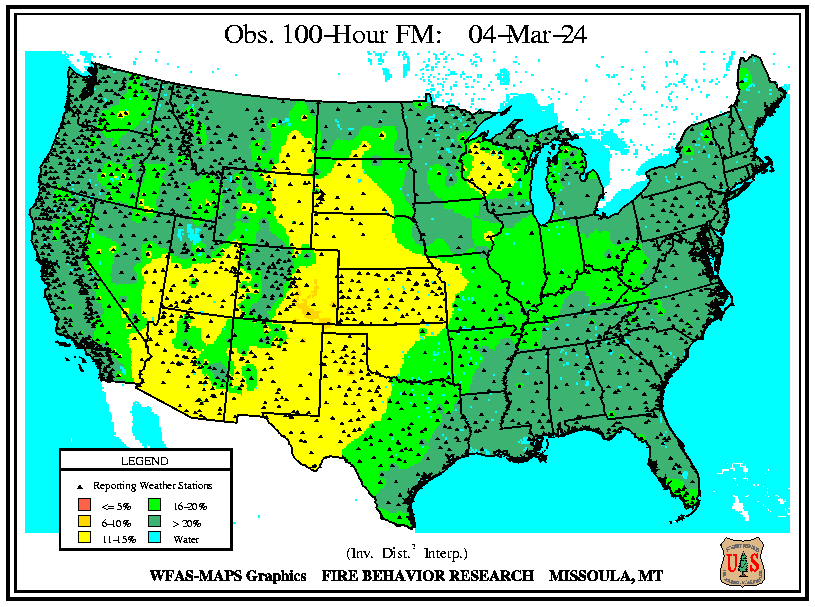 Obs. 100-Hour FM: 04-Mar-24
LEGEND
Reporting Weather Stations
<= 5% 16-20%
6-10% > 20%
11-15% Water
(Inv. Dist.² Interp.)
WFAS-MAPS Graphics FIRE BEHAVIOR RESEARCH MISSOULA, MT
U S